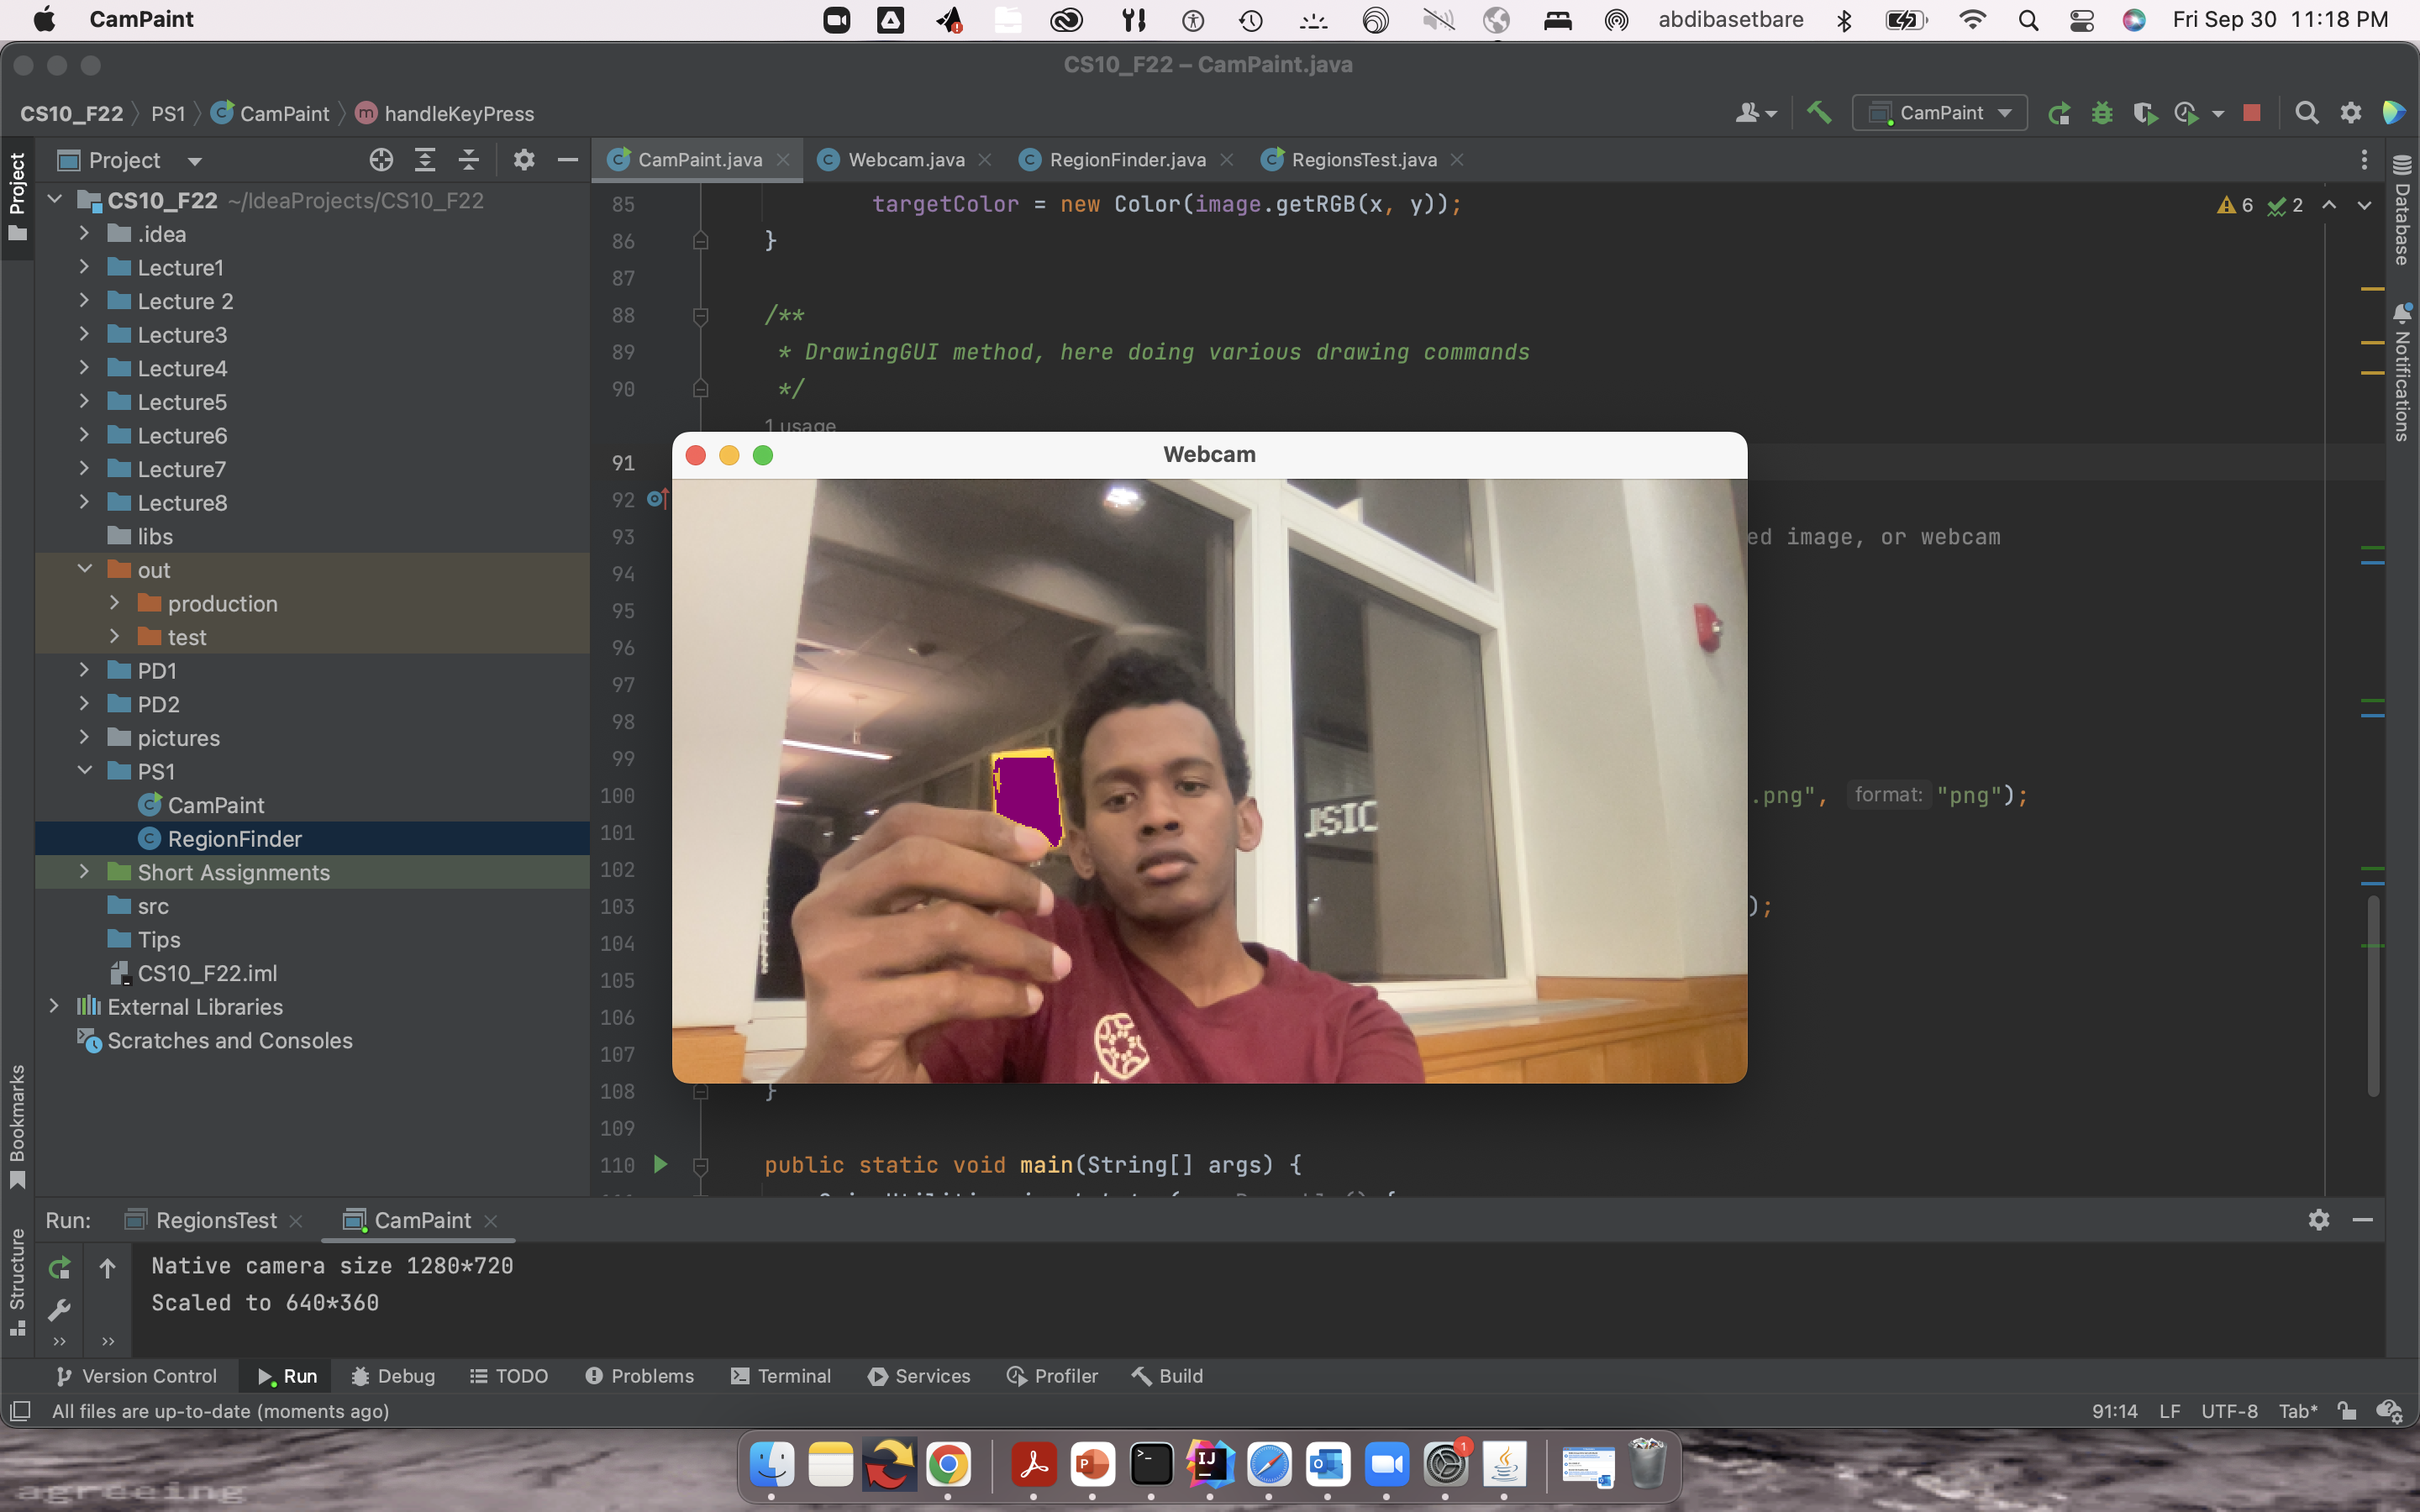 CamPaint
abdibasetbare
Fri Sep 30 11:18 PM
CS10_F22 – CamPaint.java
CS10_F22 PS1 CamPaint handleKeyPress
CamPaint
Project
CamPaint.java Webcam.java RegionFinder.java RegionsTest.java
Project
Database
Notifications
Bookmarks
Structure
CS10_F22 ~/IdeaProjects/CS10_F22
.idea
Lecture1
Lecture 2
Lecture3
Lecture4
Lecture5
Lecture6
Lecture7
Lecture8
libs
out
production
test
PD1
PD2
pictures
PS1
CamPaint
RegionFinder
Short Assignments
src
Tips
CS10_F22.iml
External Libraries
Scratches and Consoles
6 2
85 targetColor = new Color(image.getRGB(x, y));
86 }
87
88 /**
89 * DrawingGUI method, here doing various drawing commands
90 */
1 usage
91
92
93 ed image, or webcam
94
95
96
97
98
99
100 .png", format: "png");
101
102
103 );
104
105
106
107
108 }
109
110 public static void main(String[] args) {
Webcam
Run: RegionsTest CamPaint
Native camera size 1280*720
Scaled to 640*360
Version Control Run Debug TODO Problems Terminal Services Profiler Build
All files are up-to-date (moments ago)
91:14 LF UTF-8 Tab*
1
agreeing